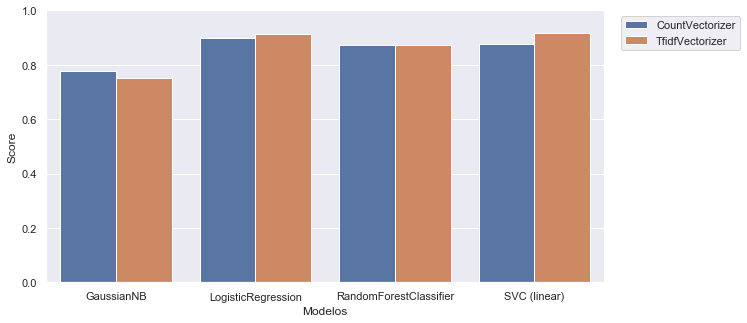 CountVectorizer
TfidfVectorizer
Score
1.0
0.8
0.6
0.4
0.2
0.0
GaussianNB LogisticRegression RandomForestClassifier SVC (linear)
Modelos